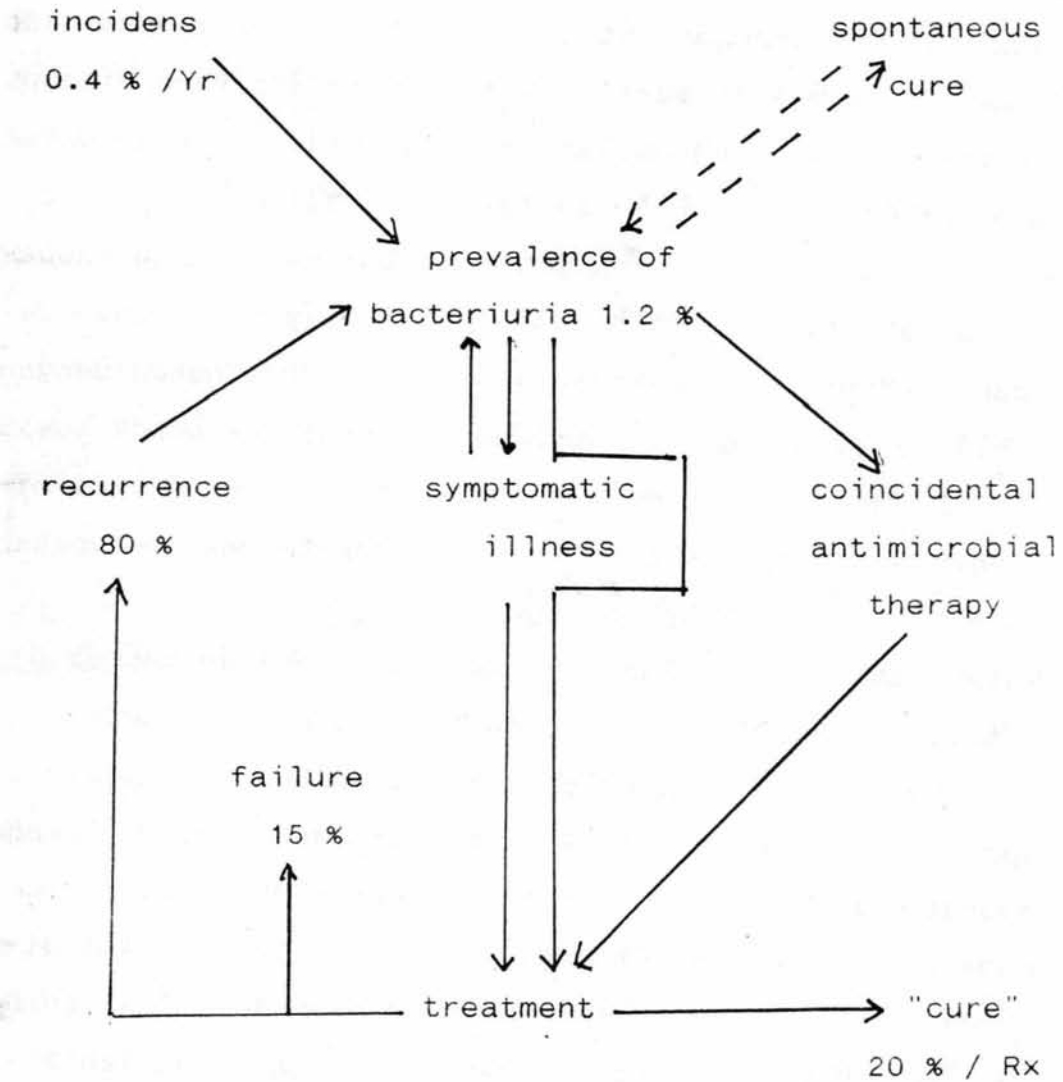 incidens
0.4 % /Yr
spontaneous
cure
prevalence of
bacteriuria 1.2 %
recurrence
80 %
symptomatic
illness
coincidental
antimicrobial
therapy
failure
15 %
treatment
"cure"
20 % / Rx